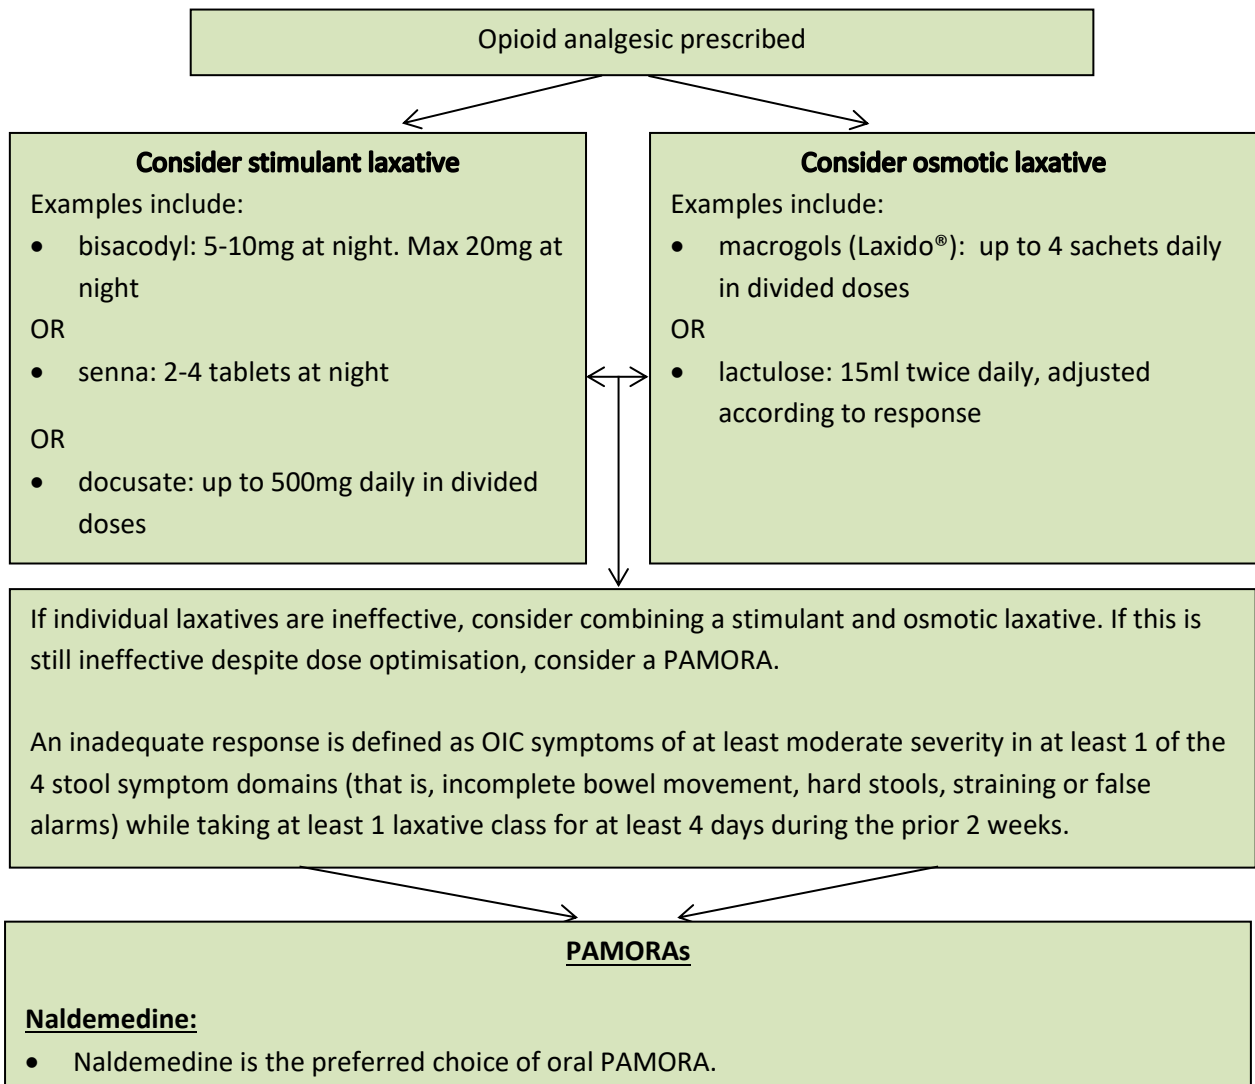 Opioid analgesic prescribed
Consider stimulant laxative
Examples include:
• bisacodyl: 5-10mg at night. Max 20mg at
night
OR
• senna: 2-4 tablets at night
OR
• docusate: up to 500mg daily in divided
doses
Consider osmotic laxative
Examples include:
• macrogols (Laxido®): up to 4 sachets daily
in divided doses
OR
• lactulose: 15ml twice daily, adjusted
according to response
If individual laxatives are ineffective, consider combining a stimulant and osmotic laxative. If this is
still ineffective despite dose optimisation, consider a PAMORA.
An inadequate response is defined as OIC symptoms of at least moderate severity in at least 1 of the
4 stool symptom domains (that is, incomplete bowel movement, hard stools, straining or false
alarms) while taking at least 1 laxative class for at least 4 days during the prior 2 weeks.
PAMORAs
Naldemedine:
• Naldemedine is the preferred choice of oral PAMORA.